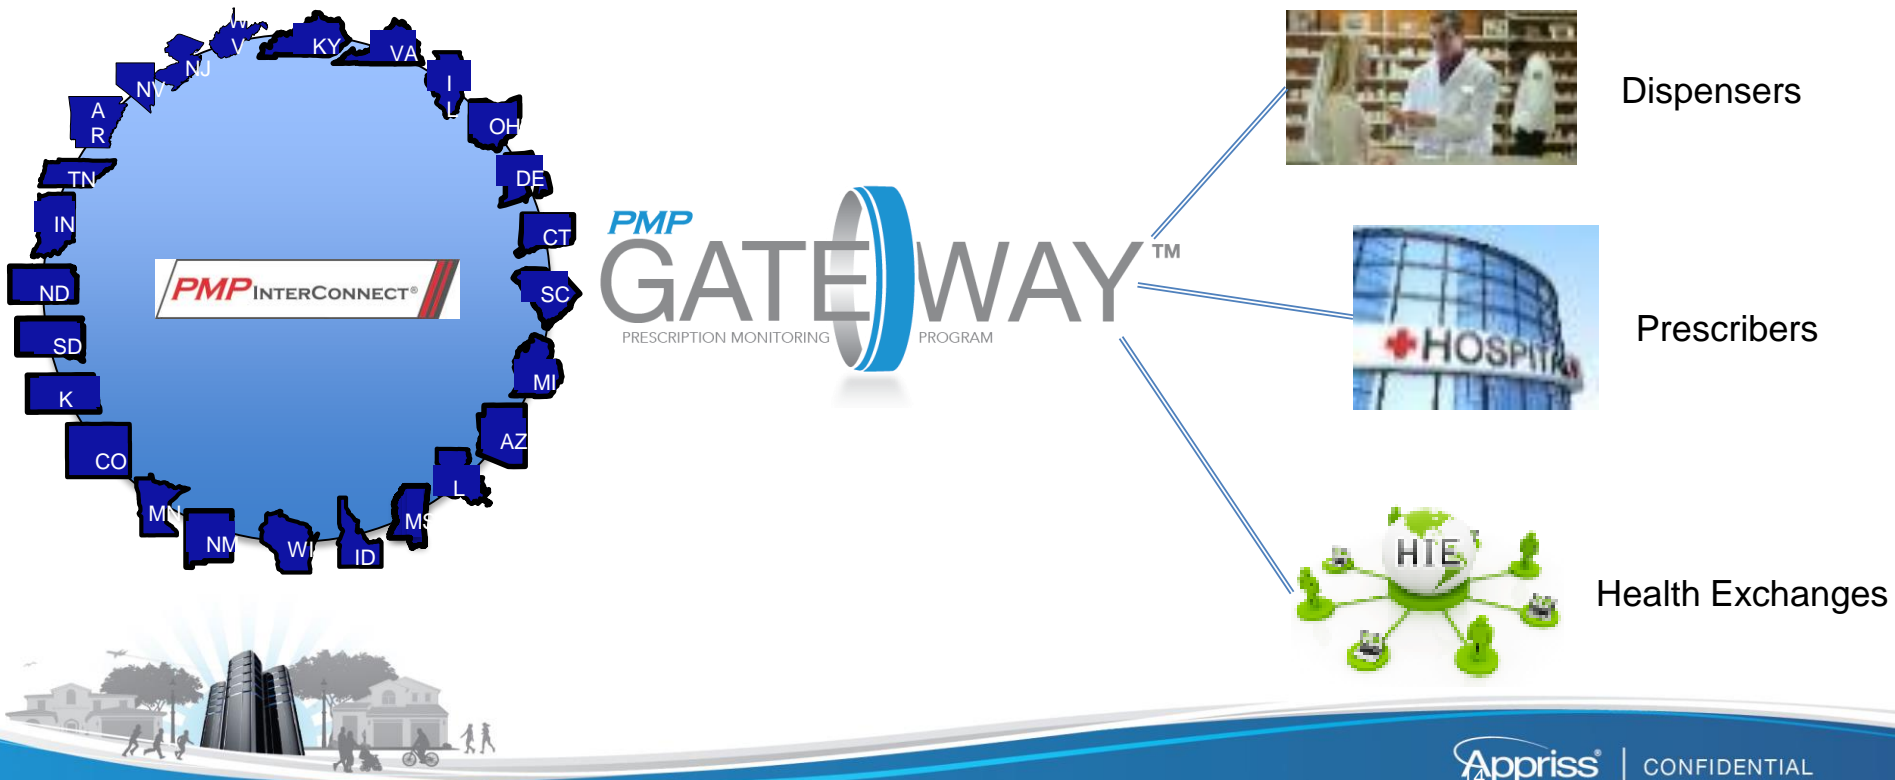 W
V
KY
VA
NJ
I
L
NV
A
R
OH
TN
DE
IN
CT
ND
SC
SD
MI
K
AZ
CO
L
MN
MS
NM
WI
ID
PMP INTERCONNECT®
PMP
GATEWAY™
PRESCRIPTION MONITORING PROGRAM
Dispensers
HOSPIT
Prescribers
HIE
Health Exchanges
Appriss® | CONFIDENTIAL